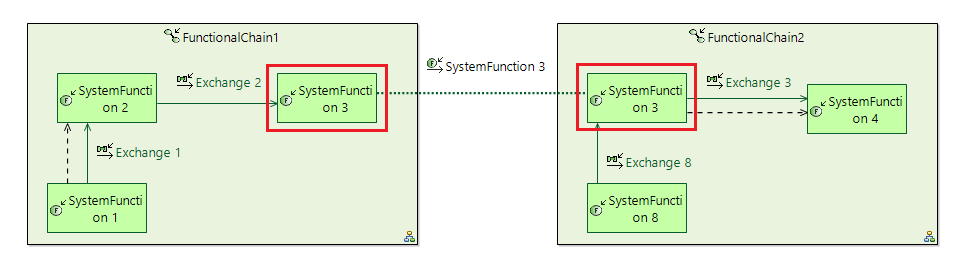 FunctionalChain1
FunctionalChain2
SystemFunction 3
Exchange 2
Exchange 3
SystemFuncti
on 2
SystemFuncti
on 3
SystemFuncti
on 3
SystemFuncti
on 4
Exchange 1
Exchange 8
SystemFuncti
on 1
SystemFuncti
on 8